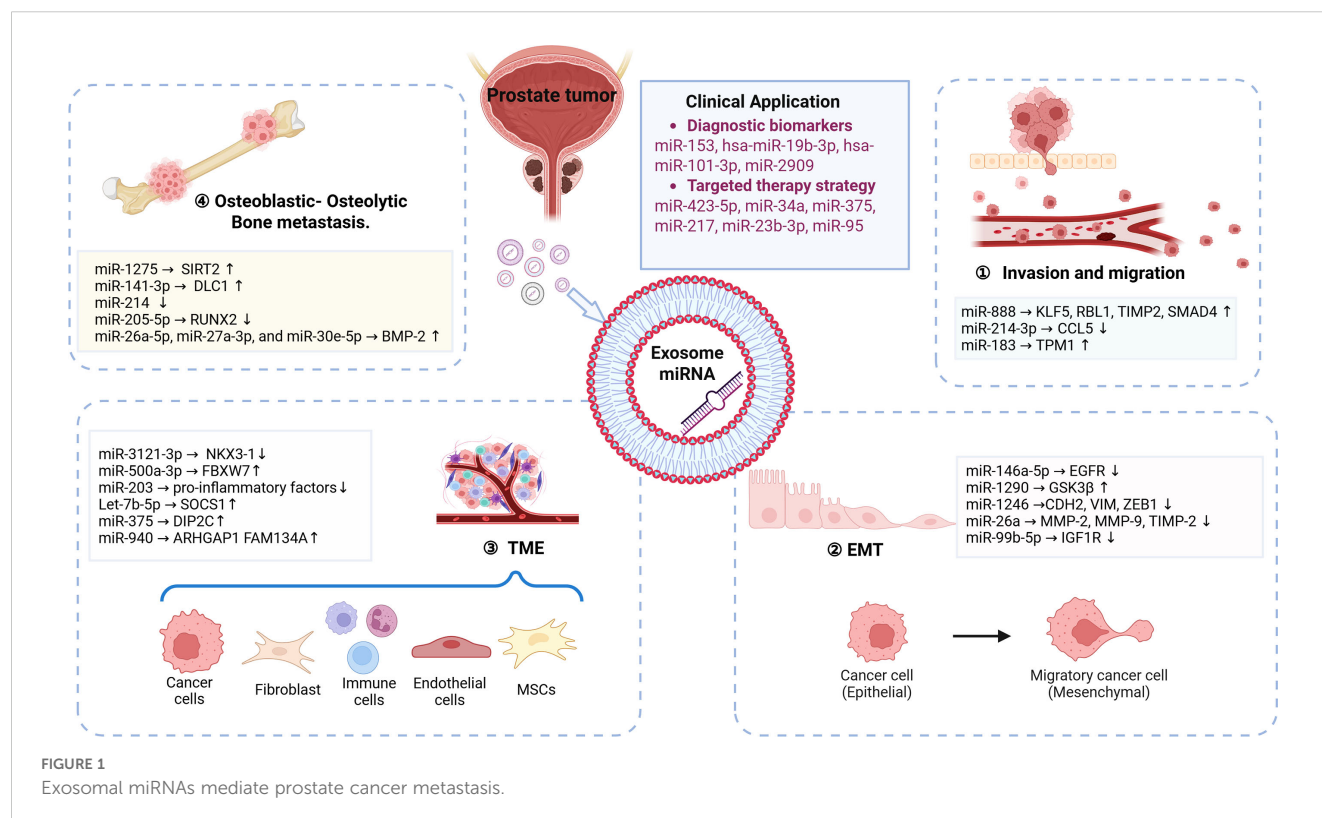 Prostate tumor
Clinical Application
• Diagnostic biomarkers
miR-153, hsa-miR-19b-3p, hsa-
miR-101-3p, miR-2909
• Targeted therapy strategy
miR-423-5p, miR-34a, miR-375,
miR-217, miR-23b-3p, miR-95
④ Osteoblastic- Osteolytic
Bone metastasis.
miR-1275 → SIRT2 ↑
miR-141-3p → DLC1 ↑
miR-214 ↓
miR-205-5p → RUNX2 ↓
miR-26a-5p, miR-27a-3p, and miR-30e-5p → BMP-2 ↑
① Invasion and migration
miR-888 → KLF5, RBL1, TIMP2, SMAD4 ↑
miR-214-3p → CCL5 ↓
miR-183 → TPM1 ↑
Exosome
miRNA
miR-3121-3p → NKX3-1↓
miR-500a-3p → FBXW7↑
miR-203 → pro-inflammatory factors↓
Let-7b-5p → SOCS1↑
miR-375 → DIP2C↑
miR-940 → ARHGAP1 FAM134A↑
③ TME
Cancer
cells
Fibroblast
Immune
cells
Endothelial
cells
MSCs
miR-146a-5p → EGFR ↓
miR-1290 → GSK3β ↑
miR-1246 →CDH2, VIM, ZEB1 ↓
miR-26a → MMP-2, MMP-9, TIMP-2 ↓
miR-99b-5p → IGF1R ↓
② EMT
Cancer cell
(Epithelial)
Migratory cancer cell
(Mesenchymal)
FIGURE 1
Exosomal miRNAs mediate prostate cancer metastasis.